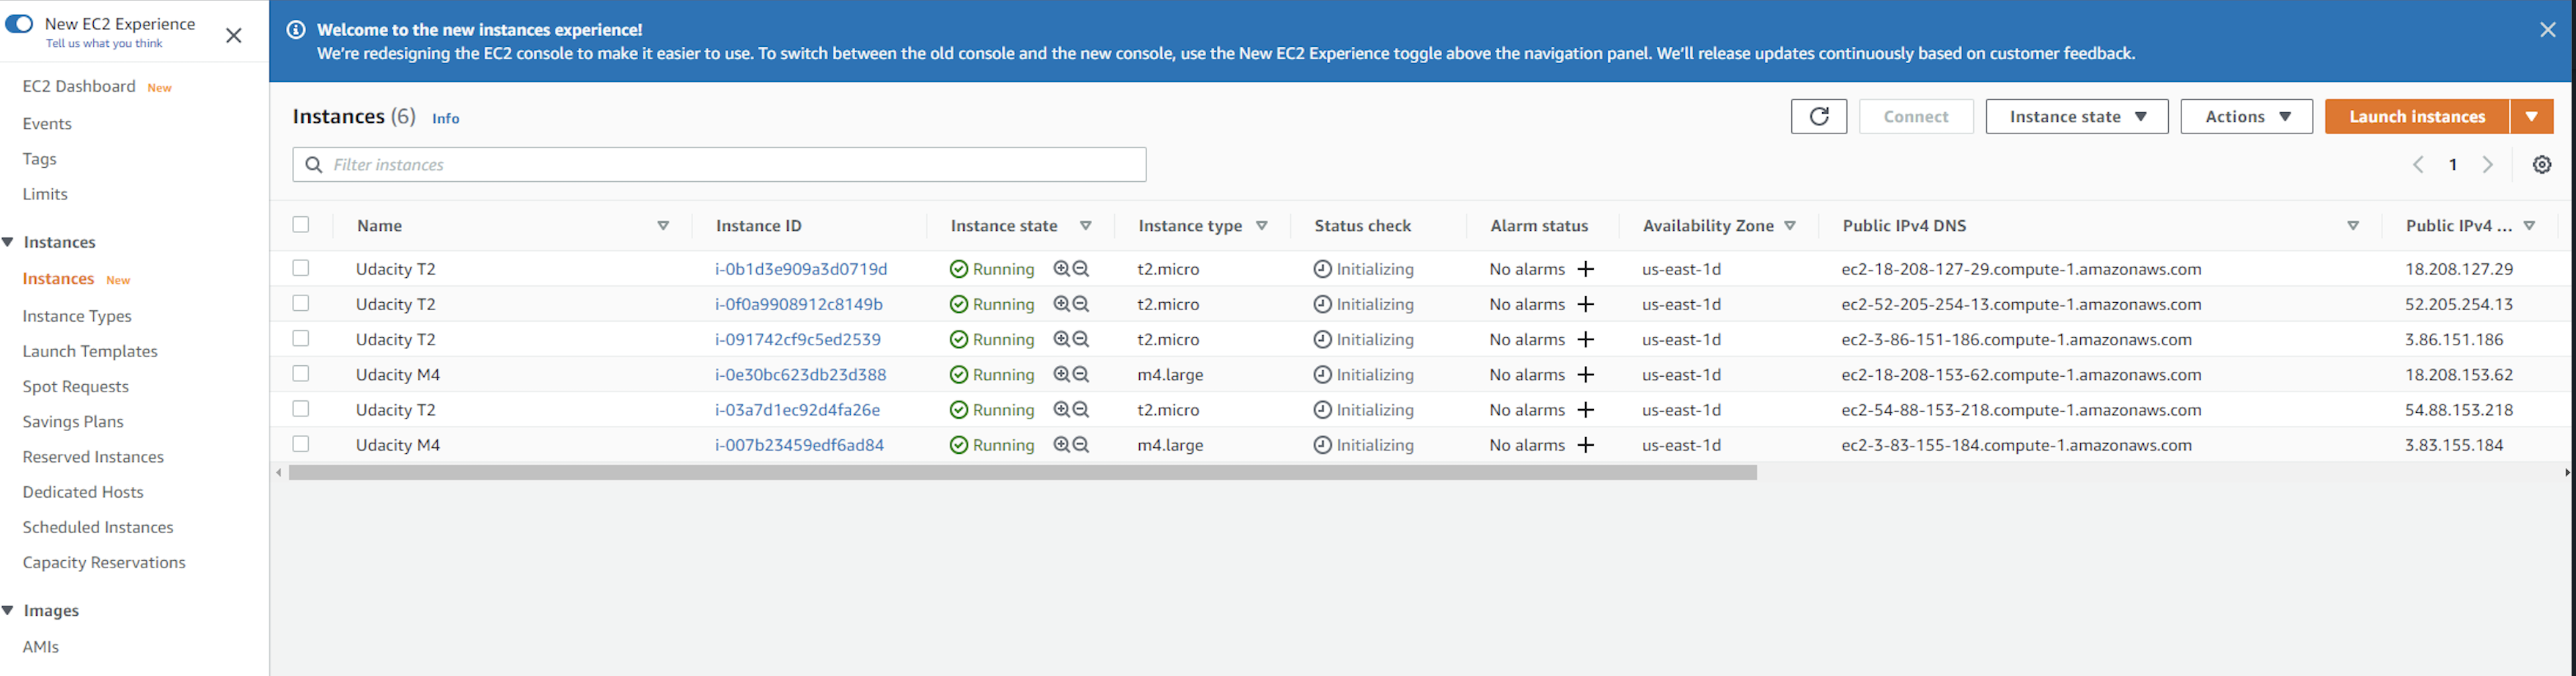 New EC2 Experience
Tell us what you think
EC2 Dashboard New
Events
Tags
Limits
Instances
Instances New
Instance Types
Launch Templates
Spot Requests
Savings Plans
Reserved Instances
Dedicated Hosts
Scheduled Instances
Capacity Reservations
Images
AMIs
Welcome to the new instances experience!
We're redesigning the EC2 console to make it easier to use. To switch between the old console and the new console, use the New EC2 Experience toggle above the navigation panel. We'll release updates continuously based on customer feedback.
Instances (6) Info
Connect Instance state Actions Launch instances
Filter instances
1
Name Instance ID Instance state Instance type Status check Alarm status Availability Zone Public IPv4 DNS Public IPv4 ...
Udacity T2 i-0b1d3e909a3d0719d Running t2.micro Initializing No alarms + us-east-1d ec2-18-208-127-29.compute-1.amazonaws.com 18.208.127.29
Udacity T2 i-0f0a9908912c8149b Running t2.micro Initializing No alarms + us-east-1d ec2-52-205-254-13.compute-1.amazonaws.com 52.205.254.13
Udacity T2 i-091742cf9c5ed2539 Running t2.micro Initializing No alarms + us-east-1d ec2-3-86-151-186.compute-1.amazonaws.com 3.86.151.186
Udacity M4 i-0e30bc623db23d388 Running m4.large Initializing No alarms + us-east-1d ec2-18-208-153-62.compute-1.amazonaws.com 18.208.153.62
Udacity T2 i-03a7d1ec92d4fa26e Running t2.micro Initializing No alarms + us-east-1d ec2-54-88-153-218.compute-1.amazonaws.com 54.88.153.218
Udacity M4 i-007b23459edf6ad84 Running m4.large Initializing No alarms + us-east-1d ec2-3-83-155-184.compute-1.amazonaws.com 3.83.155.184